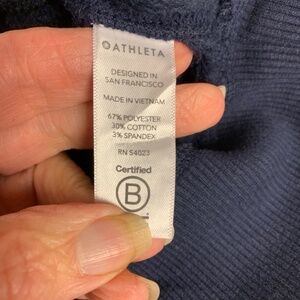 ATHLETA
DESIGNED IN
SAN FRANCISCO
MADE IN VIETNAM
67% POLYESTER
30% COTTON
3% SPANDEX
RN 54023
Certified
B